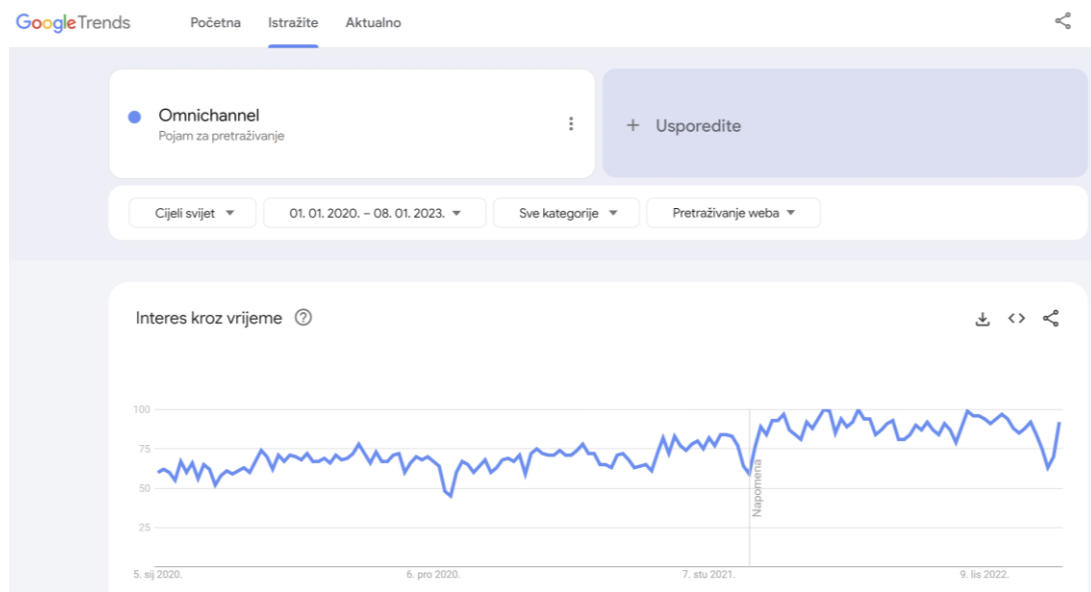 Google Trends Početna Istražite Aktualno
Omnichannel
Pojam za pretraživanje
+ Usporedite
Cijeli svijet 01. 01. 2020. – 08. 01. 2023. Sve kategorije Pretraživanje weba
Interes kroz vrijeme
100
75
50
25
Napomena
5. sij 2020. 6. pro 2020. 7. stu 2021. 9. lis 2022.